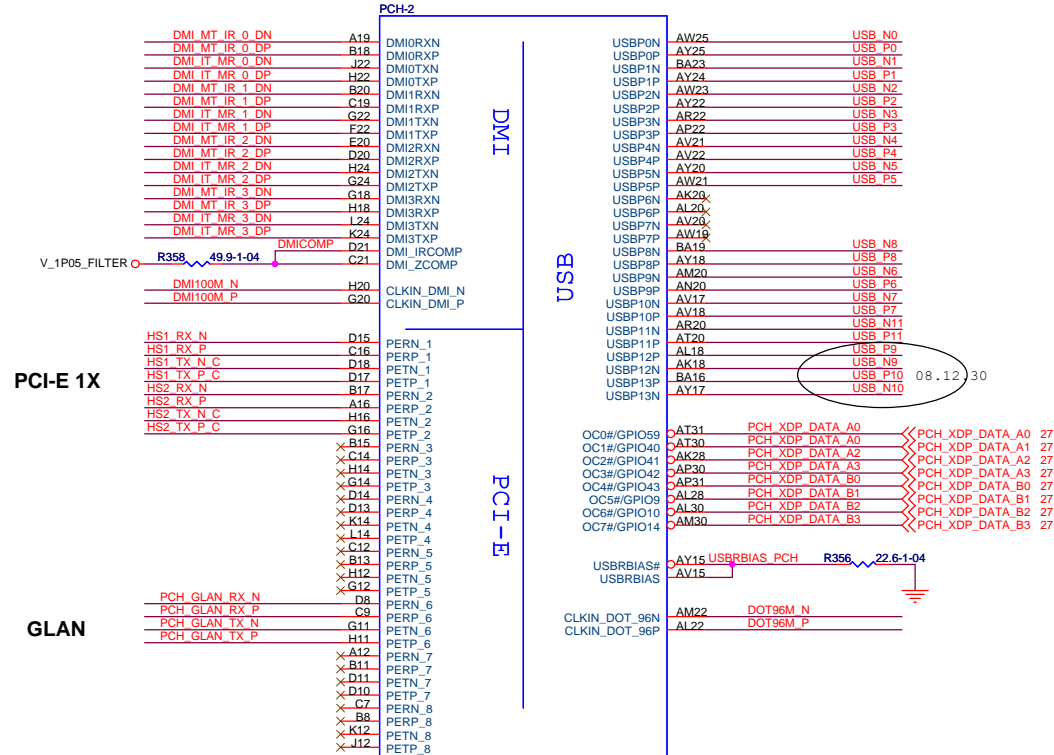 PCH-2
DMI_MT_IR_0_DN A19 DMI0RXN
DMI_MT_IR_0_DP B18 DMI0RXP
DMI_IT_MR_0_DN J22 DMI0TXN
DMI_IT_MR_0_DP H22 DMI0TXP
DMI_MT_IR_1_DN B20 DMI1RXN
DMI_MT_IR_1_DP C19 DMI1RXP
DMI_IT_MR_1_DN G22 DMI1TXN
DMI_IT_MR_1_DP F22 DMI1TXP
DMI_MT_IR_2_DN E20 DMI2RXN
DMI_MT_IR_2_DP D20 DMI2RXP
DMI_IT_MR_2_DN H24 DMI2TXN
DMI_IT_MR_2_DP G24 DMI2TXP
DMI_MT_IR_3_DN G18 DMI3RXN
DMI_MT_IR_3_DP H18 DMI3RXP
DMI_IT_MR_3_DN L24 DMI3TXN
DMI_IT_MR_3_DP K24 DMI3TXP
DMICOMP D21 DMI_IRCOMP
V_1P05_FILTER R358 49.9-1-04 C21 DMI_ZCOMP
DMI100M_N H20 CLKIN_DMI_N
DMI100M_P G20 CLKIN_DMI_P
DMI
PCI-E 1X
HS1_RX_N D15 PERN_1
HS1_RX_P C16 PERP_1
HS1_TX_N_C D18 PETN_1
HS1_TX_P_C D17 PETP_1
HS2_RX_N B17 PERN_2
HS2_RX_P A16 PERP_2
HS2_TX_N_C H16 PETN_2
HS2_TX_P_C G16 PETP_2
B15 PERN_3
C14 PERP_3
H14 PETN_3
G14 PETP_3
D14 PERN_4
D13 PERP_4
K14 PETN_4
L14 PETP_4
C12 PERN_5
B13 PERP_5
H12 PETN_5
G12 PETP_5
GLAN
PCH_GLAN_RX_N D8 PERN_6
PCH_GLAN_RX_P C9 PERP_6
PCH_GLAN_TX_N G11 PETN_6
PCH_GLAN_TX_P H11 PETP_6
A12 PERN_7
B11 PERP_7
D11 PETN_7
D10 PETP_7
C7 PERN_8
B8 PERP_8
K12 PETN_8
J12 PETP_8
PCI-E
USB
USBP0N AW25 USB_N0
USBP0P AY25 USB_P0
USBP1N BA23 USB_N1
USBP1P AY24 USB_P1
USBP2N AW23 USB_N2
USBP2P AY22 USB_P2
USBP3N AR22 USB_N3
USBP3P AP22 USB_P3
USBP4N AV21 USB_N4
USBP4P AV22 USB_P4
USBP5N AY20 USB_N5
USBP5P AW21 USB_P5
USBP6N AK20
USBP6P AL20
USBP7N AV20
USBP7P AW19
USBP8N BA19 USB_N8
USBP8P AY18 USB_P8
USBP9N AM20 USB_N6
USBP9P AN20 USB_P6
USBP10N AV17 USB_N7
USBP10P AV18 USB_P7
USBP11N AR20 USB_N11
USBP11P AT20 USB_P11
USBP12P AL18 USB_P9
USBP12N AK18 USB_N9
USBP13P BA16 USB_P10 08.12.30
USBP13N AY17 USB_N10
OC0#/GPIO59 AT31 PCH_XDP_DATA_A0 PCH_XDP_DATA_A0 27
OC1#/GPIO40 AT30 PCH_XDP_DATA_A0 PCH_XDP_DATA_A1 27
OC2#/GPIO41 AK28 PCH_XDP_DATA_A2 PCH_XDP_DATA_A2 27
OC3#/GPIO42 AP30 PCH_XDP_DATA_A3 PCH_XDP_DATA_A3 27
OC4#/GPIO43 AP31 PCH_XDP_DATA_B0 PCH_XDP_DATA_B0 27
OC5#/GPIO9 AL28 PCH_XDP_DATA_B1 PCH_XDP_DATA_B1 27
OC6#/GPIO10 AL30 PCH_XDP_DATA_B2 PCH_XDP_DATA_B2 27
OC7#/GPIO14 AM30 PCH_XDP_DATA_B3 PCH_XDP_DATA_B3 27
USBRBIAS# AY15 USBRBIAS_PCH R356 22.6-1-04
USBRBIAS AV15
CLKIN_DOT_96N AM22 DOT96M_N
CLKIN_DOT_96P AL22 DOT96M_P